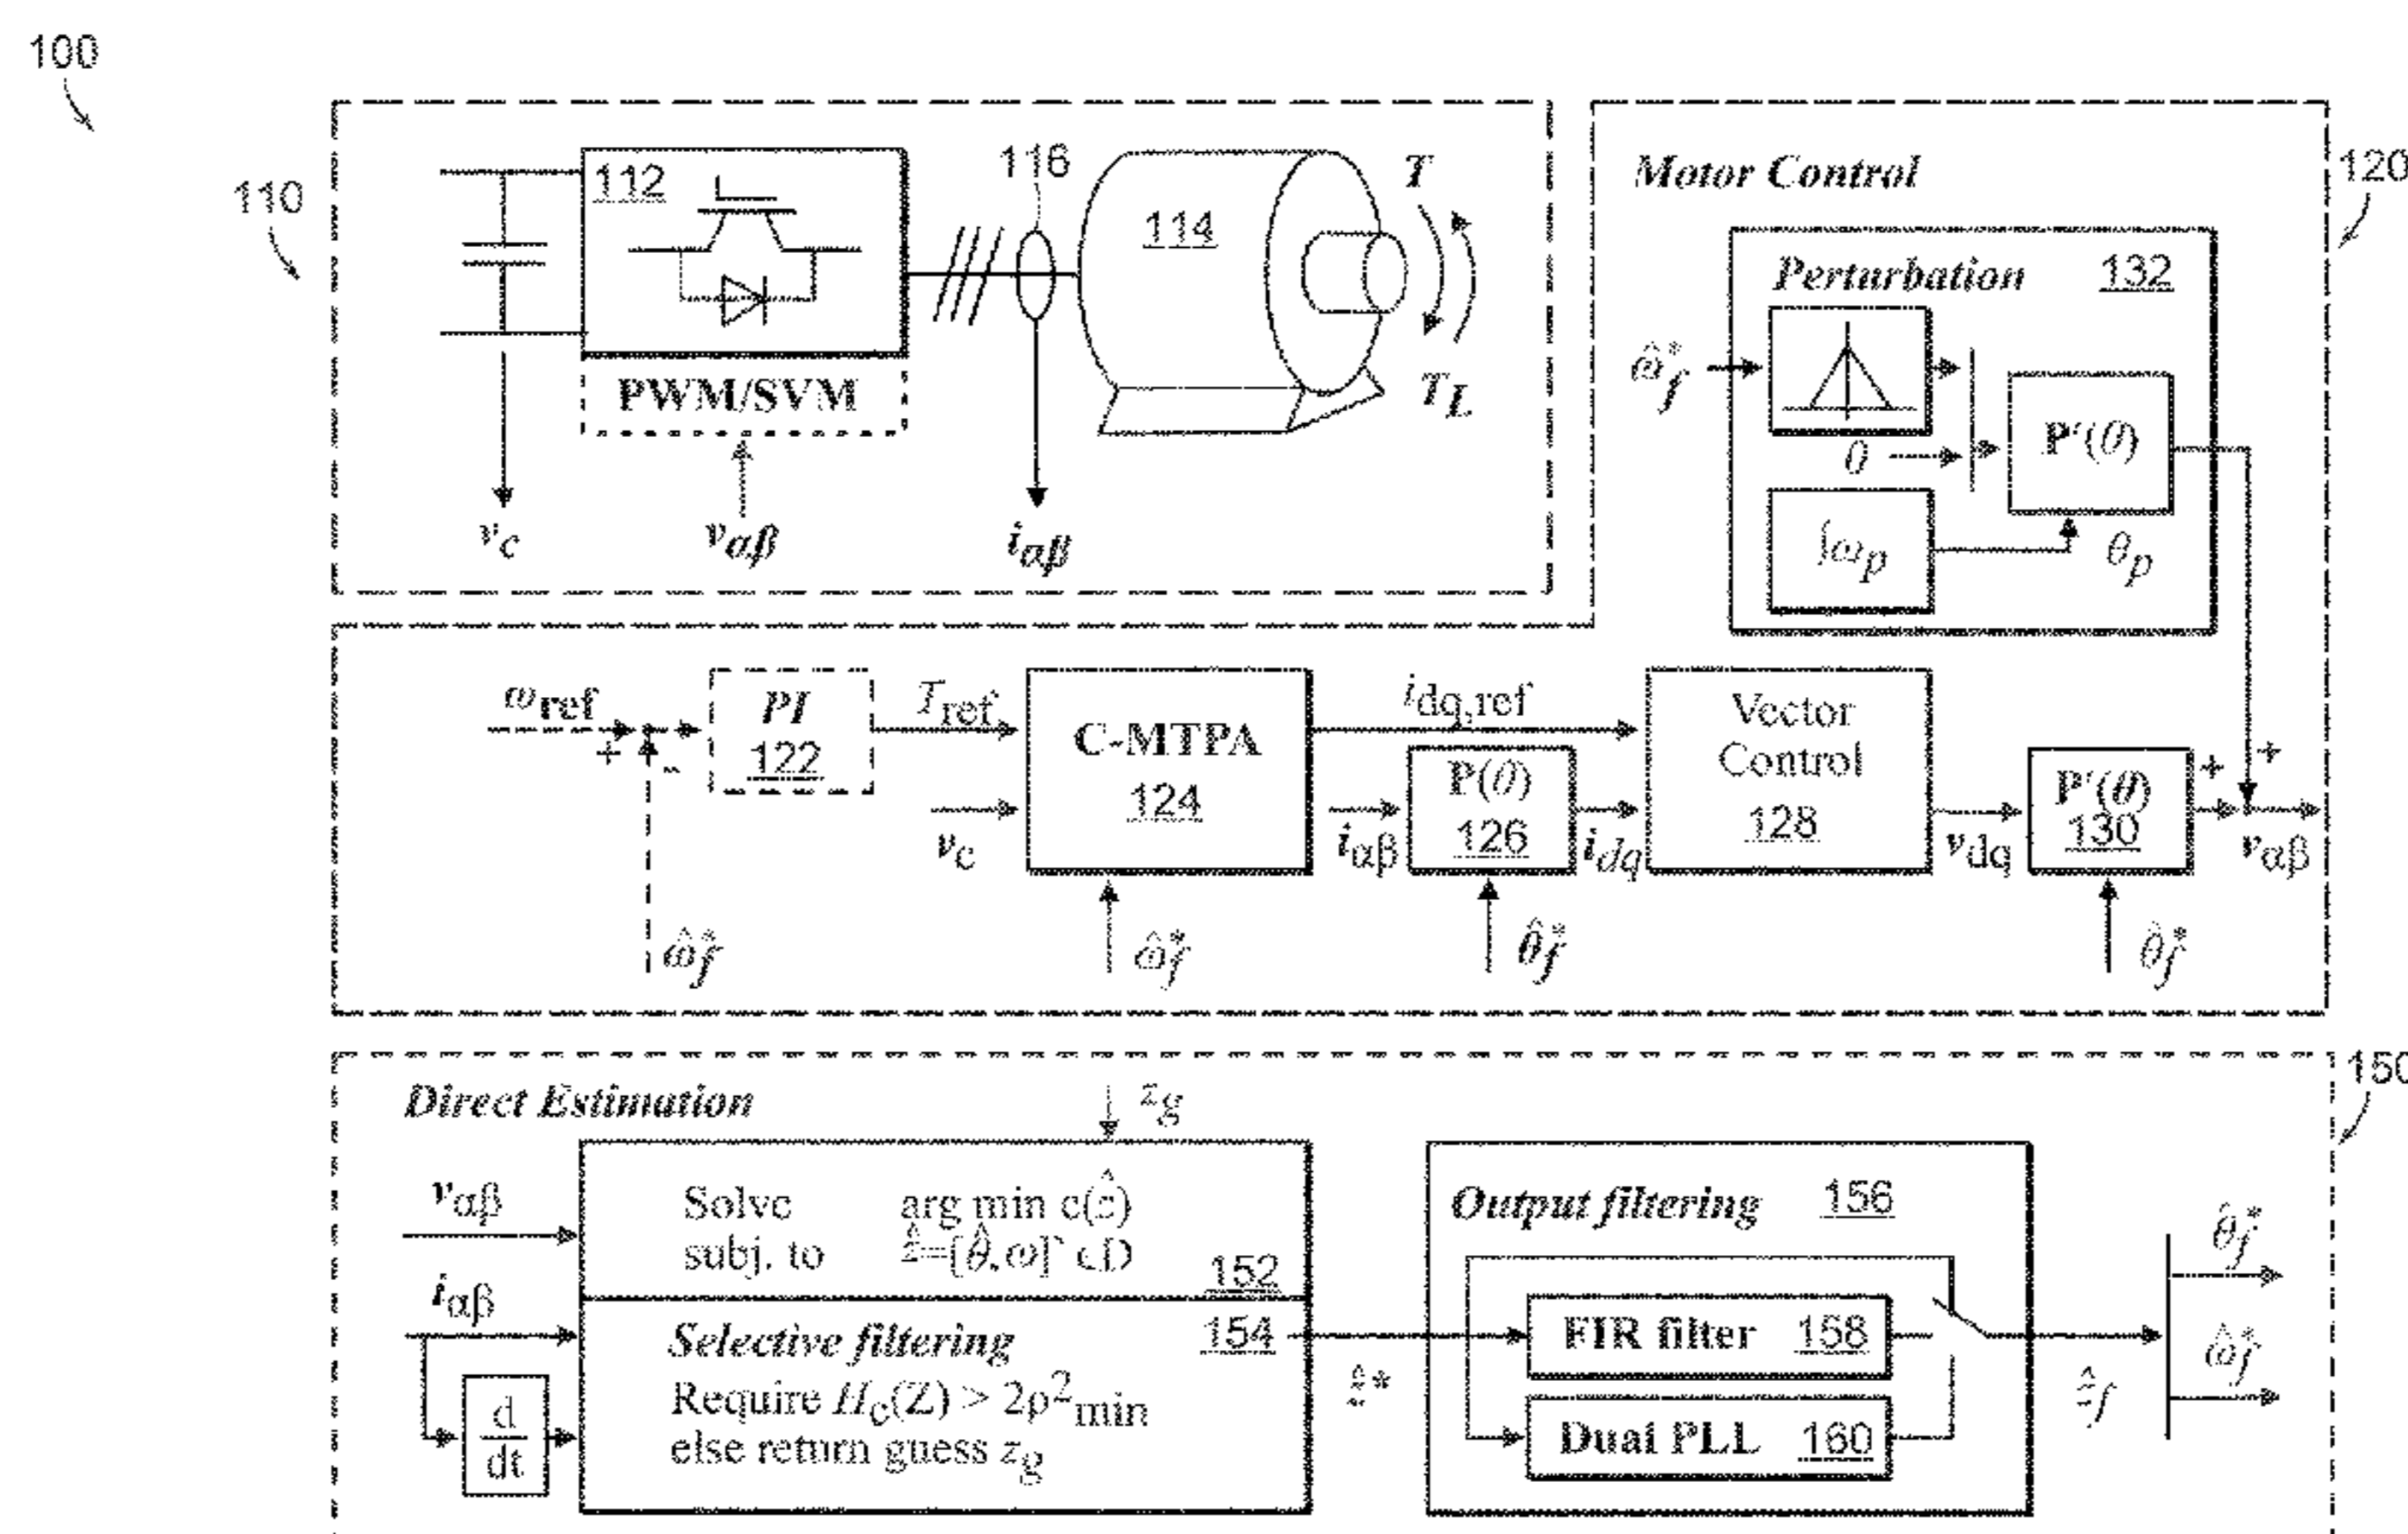 100
110
112
PWM/SVM
v_c
v_αβ
116
i_αβ
114
T
T_L
120
Motor Control
Perturbation 132
ω̂*_f
0
P'(θ)
∫ω_p
θ_p
ω_ref
+
-
PI
122
T_ref
ω̂*_f
v_c
C-MTPA
124
ω̂*_f
i_dq,ref
i_αβ
P(θ)
126
θ̂*_f
i_dq
Vector
Control
128
v_dq
P'(θ)
130
θ̂*_f
+
+
v_αβ
150
Direct Estimation
z_g
v_αβ
i_αβ
d
dt
Solve arg min c(ẑ)
subj. to ẑ=[θ̂, ω]` ϵD
152
154
Selective filtering
Require H_c(Z) > 2ρ²_min
else return guess z_g
ẑ*
Output filtering 156
FIR filter 158
Dual PLL 160
ẑ_f
θ̂*_f
ω̂*_f